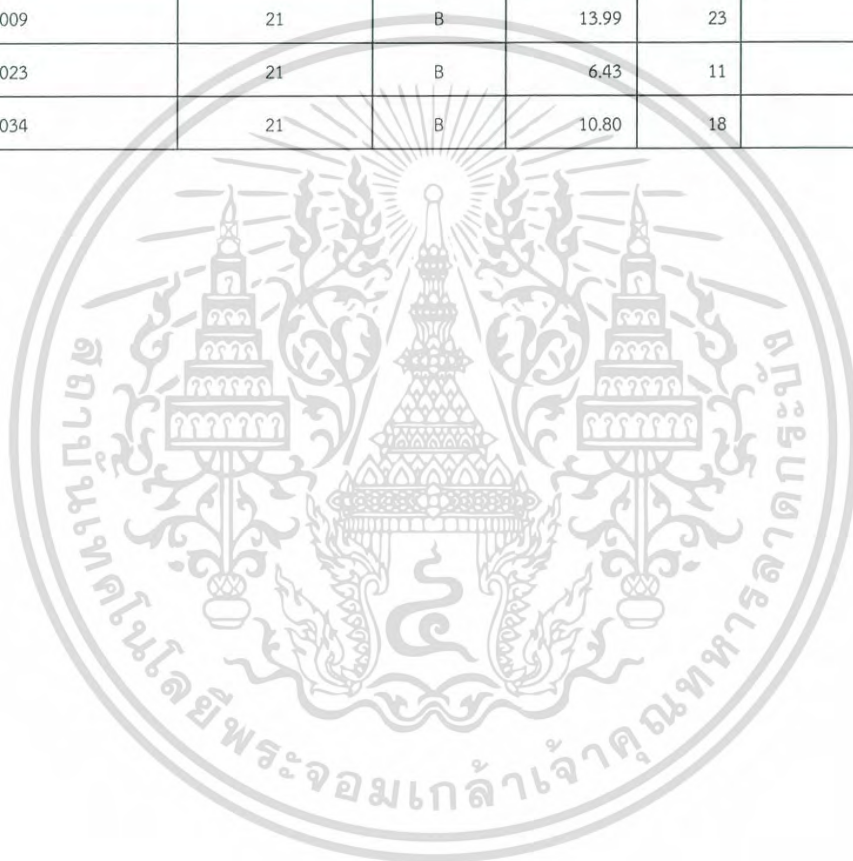 009 21 B 13.99 23
023 21 B 6.43 11
034 21 B 10.80 18
สถาบันเทคโนโลยีพระจอมเกล้าเจ้าคุณทหารลาดกระบัง